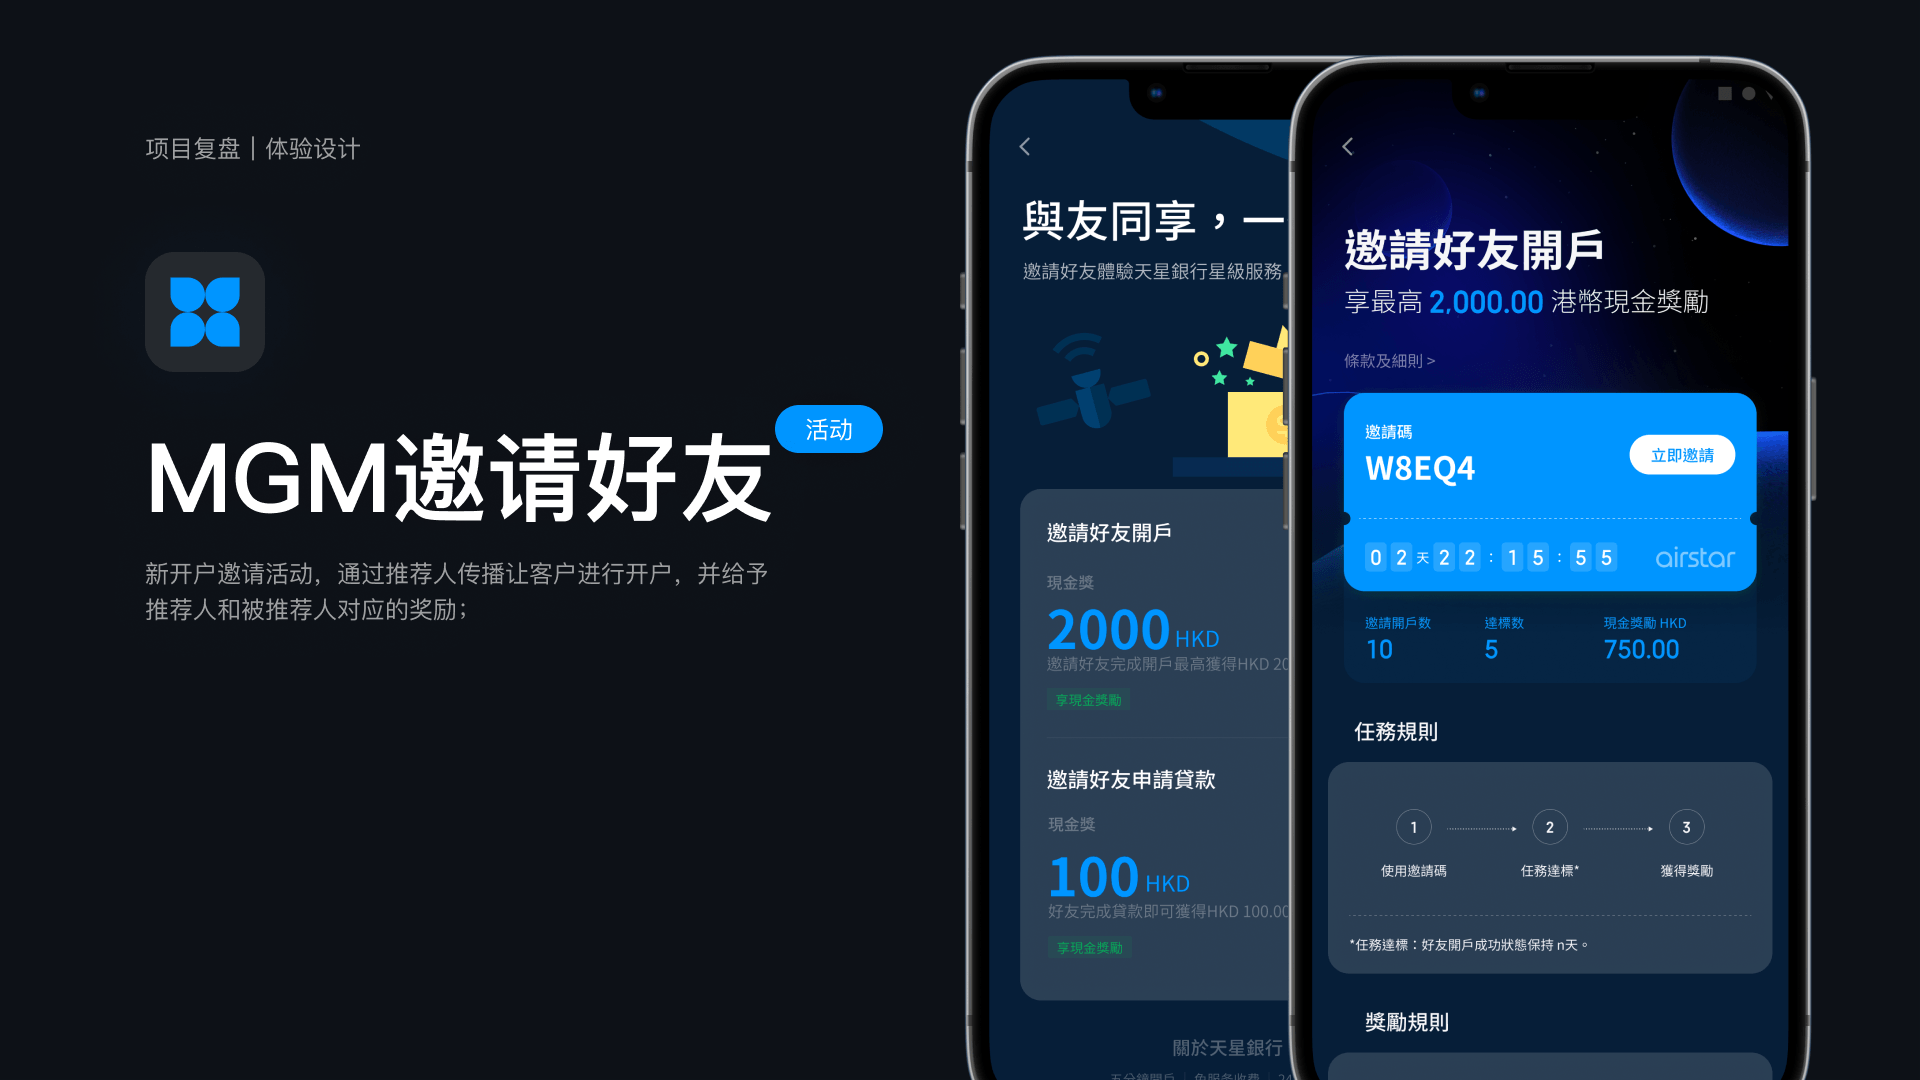 项目复盘｜体验设计
MGM邀请好友
活动
新开户邀请活动，通过推荐人传播让客户进行开户，并给予
推荐人和被推荐人对应的奖励；
與友同享，一
邀請好友體驗天星銀行星級服務
邀請好友開戶
現金獎
2000 HKD
邀請好友完成開戶最高獲得HKD 20
享現金獎勵
邀請好友申請貸款
現金獎
100 HKD
好友完成貸款即可獲得HKD 100.00
享現金獎勵
關於天星銀行
邀請好友開戶
享最高 2,000.00 港幣現金獎勵
條款及細則 >
邀請碼
W8EQ4
立即邀請
02天22:15:55
airstar
邀請開戶数 達標数 現金獎勵 HKD
10 5 750.00
任務規則
1 2 3
使用邀請碼 任務達標* 獲得獎勵
*任務達標：好友開戶成功狀態保持 n天。
獎勵規則